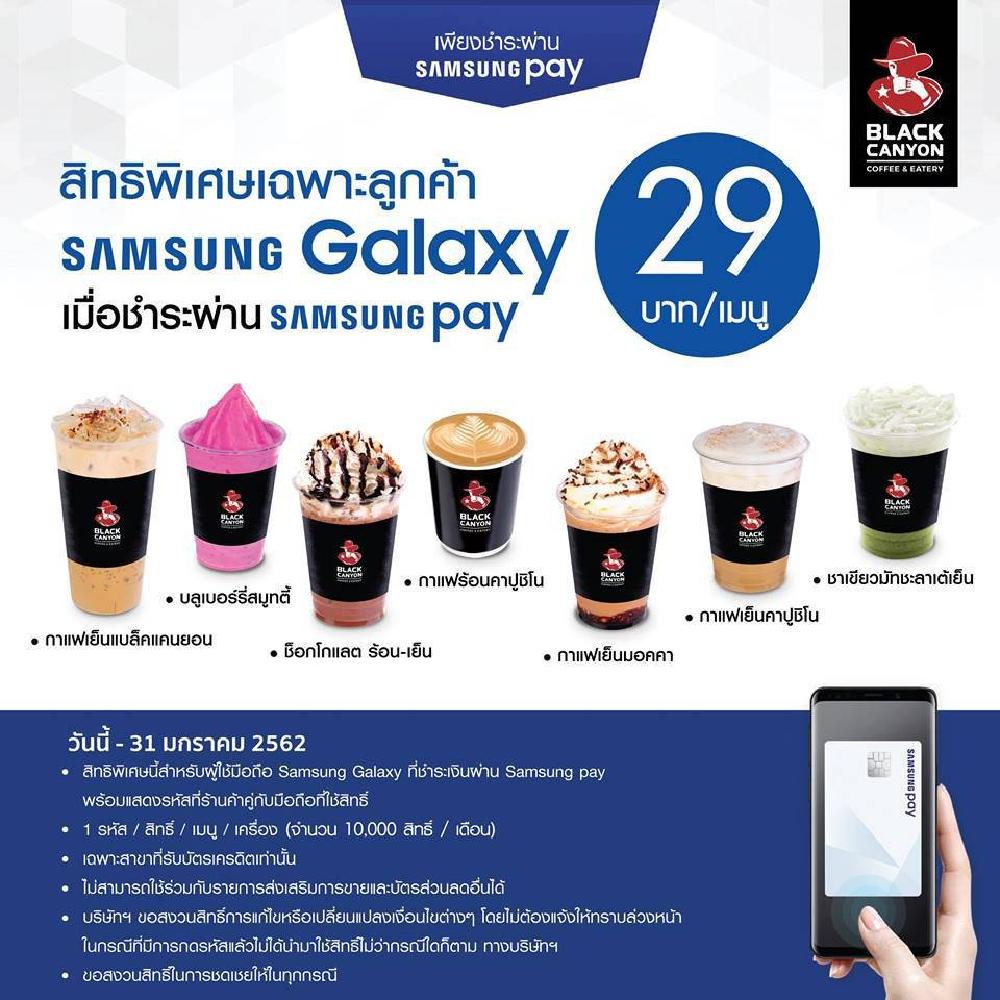 เพียงชำระผ่าน
SAMSUNG pay
BLACK
CANYON
COFFEE & EATERY
สิทธิพิเศษเฉพาะลูกค้า
SAMSUNG Galaxy
เมื่อชำระผ่าน SAMSUNG pay
29
บาท/เมนู
BLACK
CANYON
BLACK
CANYON
BLACK
CANYON
BLACK
CANYON
BLACK
CANYON
BLACK
CANYON
BLACK
CANYON
• กาแฟเย็นแบล็คแคนยอน
• บลูเบอร์รี่สมูทตี้
• ช็อกโกแลต ร้อน-เย็น
• กาแฟร้อนคาปูชิโน
• กาแฟเย็นมอคคา
• กาแฟเย็นคาปูชิโน
• ชาเขียวมัทชะลาเต้เย็น
วันนี้ - 31 มกราคม 2562
• สิทธิพิเศษนี้สำหรับผู้ใช้มือถือ Samsung Galaxy ที่ชำระเงินผ่าน Samsung pay
พร้อมแสดงรหัสที่ร้านค้าคู่กับมือถือที่ใช้สิทธิ์
• 1 รหัส / สิทธิ์ / เมนู / เครื่อง (จำนวน 10,000 สิทธิ์ / เดือน)
• เฉพาะสาขาที่รับบัตรเครดิตเท่านั้น
• ไม่สามารถใช้ร่วมกับรายการส่งเสริมการขายและบัตรส่วนลดอื่นได้
• บริษัทฯ ขอสงวนสิทธิ์การแก้ไขหรือเปลี่ยนแปลงเงื่อนไขต่างๆ โดยไม่ต้องแจ้งให้ทราบล่วงหน้า
ในกรณีที่มีการกดรหัสแล้วไม่ได้นำมาใช้สิทธิ์ไม่ว่ากรณีใดก็ตาม ทางบริษัทฯ
• ขอสงวนสิทธิ์ในการชดเชยให้ในทุกกรณี
SAMSUNG pay